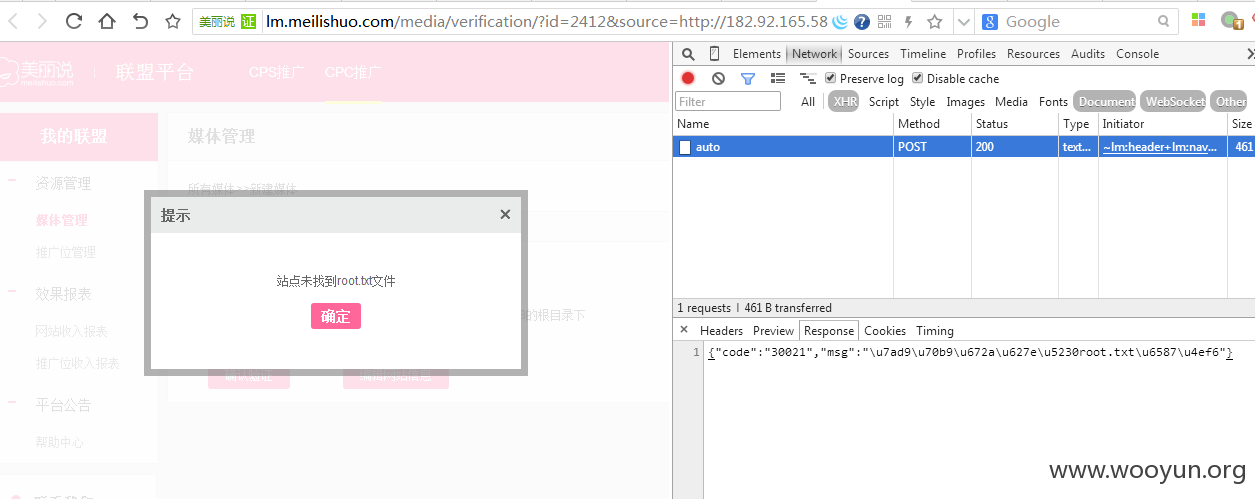 美丽说 证 lm.meilishuo.com/media/verification/?id=2412&source=http://182.92.165.58
Google
美丽说
meilishuo.com
联盟平台
CPS推广
CPC推广
我的联盟
资源管理
媒体管理
推广位管理
效果报表
网站收入报表
推广位收入报表
平台公告
帮助中心
媒体管理
所有媒体>>新建媒体
提示
站点未找到root.txt文件
确定
的根目录下
Elements Network Sources Timeline Profiles Resources Audits Console
Preserve log Disable cache
Filter All XHR Script Style Images Media Fonts Document WebSocket Other
Name Method Status Type Initiator Size
auto POST 200 text... ~lm:header+lm:nav... 461
1 requests | 461 B transferred
Headers Preview Response Cookies Timing
1 {"code":"30021","msg":"\u7ad9\u70b9\u672a\u627e\u5230root.txt\u6587\u4ef6"}
www.wooyun.org